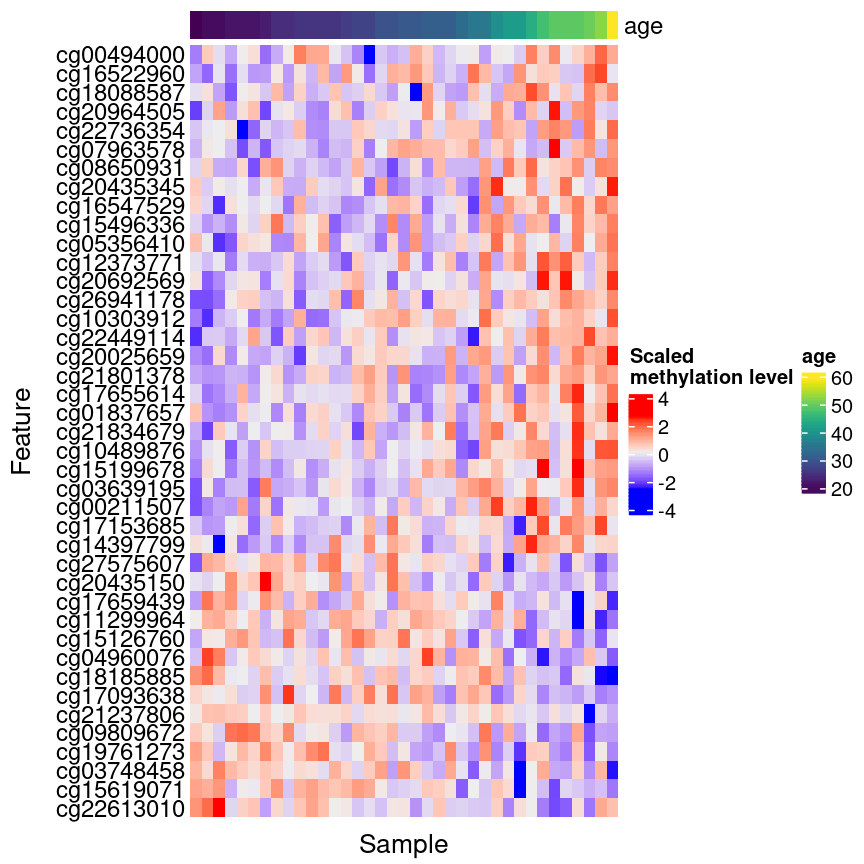 age
cg00494000
cg16522960
cg18088587
cg20964505
cg22736354
cg07963578
cg08650931
cg20435345
cg16547529
cg15496336
cg05356410
cg12373771
cg20692569
cg26941178
cg10303912
cg22449114
cg20025659
cg21801378
cg17655614
cg01837657
cg21834679
cg10489876
cg15199678
cg03639195
cg00211507
cg17153685
cg14397799
cg27575607
cg20435150
cg17659439
cg11299964
cg15126760
cg04960076
cg18185885
cg17093638
cg21237806
cg09809672
cg19761273
cg03748458
cg15619071
cg22613010
Feature
Sample
Scaled
methylation level
4
2
0
-2
-4
age
60
50
40
30
20